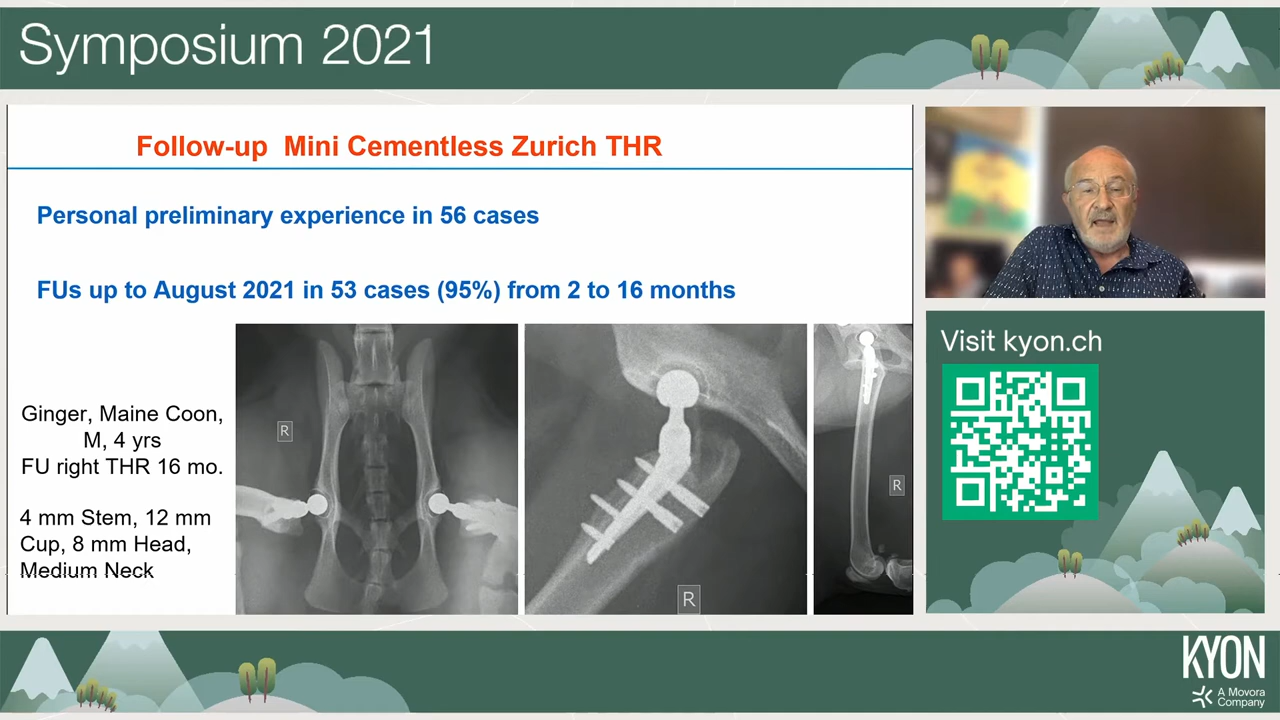 Symposium 2021
Follow-up Mini Cementless Zurich THR
Personal preliminary experience in 56 cases
FUs up to August 2021 in 53 cases (95%) from 2 to 16 months
Ginger, Maine Coon,
M, 4 yrs
FU right THR 16 mo.
4 mm Stem, 12 mm
Cup, 8 mm Head,
Medium Neck
R
R
R
Visit kyon.ch
KYON
A Movora
Company